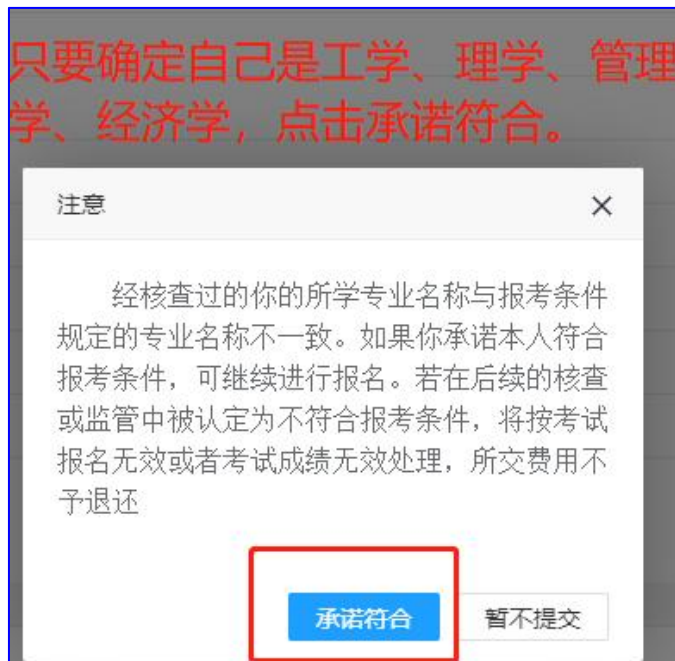 只要确定自己是工学、理学、管理
学、经济学，点击承诺符合。
注意
经核查过的你的所学专业名称与报考条件
规定的专业名称不一致。如果你承诺本人符合
报考条件，可继续进行报名。若在后续的核查
或监管中被认定为不符合报考条件，将按考试
报名无效或者考试成绩无效处理，所交费用不
予退还
承诺符合
暂不提交